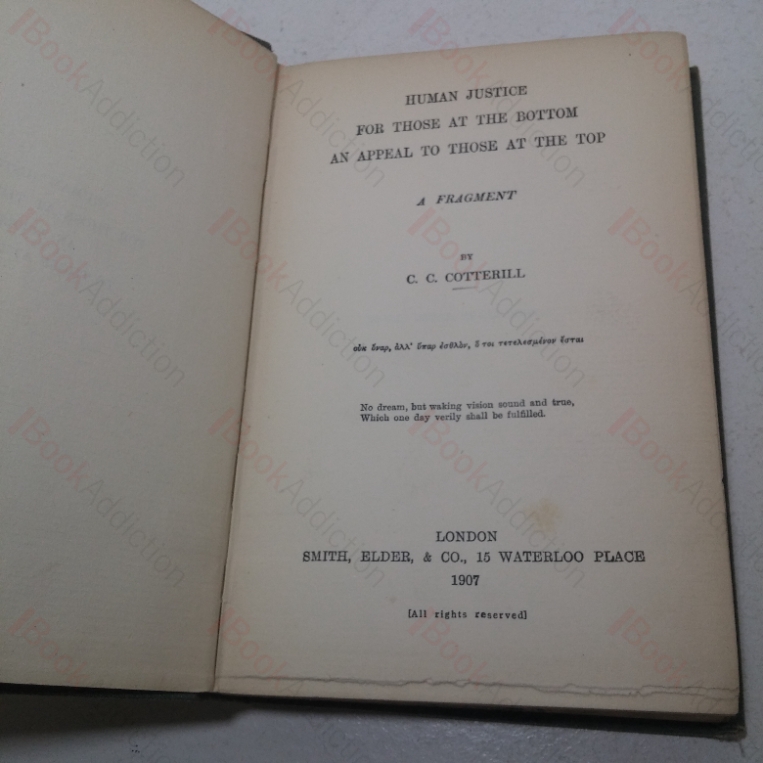 HUMAN JUSTICE
FOR THOSE AT THE BOTTOM
AN APPEAL TO THOSE AT THE TOP
A FRAGMENT
BY
C. C. COTTERILL
οὐκ ὄναρ, ἀλλ' ὕπαρ ἐσθλὸν, ὅ τοι τετελεσμένον ἔσται
No dream, but waking vision sound and true,
Which one day verily shall be fulfilled.
LONDON
SMITH, ELDER, & CO., 15 WATERLOO PLACE
1907
[All rights reserved]
BookAddiction